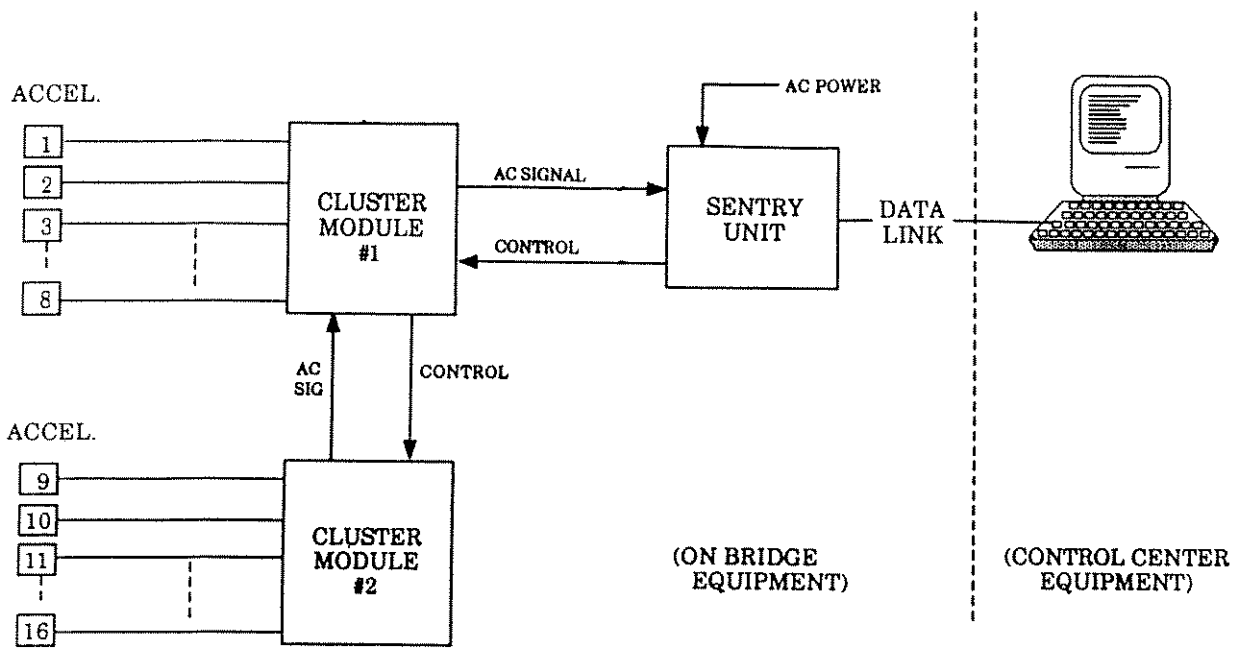 ACCEL.
1
2
3
8
CLUSTER
MODULE
#1
AC SIGNAL
CONTROL
AC POWER
SENTRY
UNIT
DATA
LINK
AC
SIG
CONTROL
ACCEL.
9
10
11
16
CLUSTER
MODULE
#2
(ON BRIDGE
EQUIPMENT)
(CONTROL CENTER
EQUIPMENT)